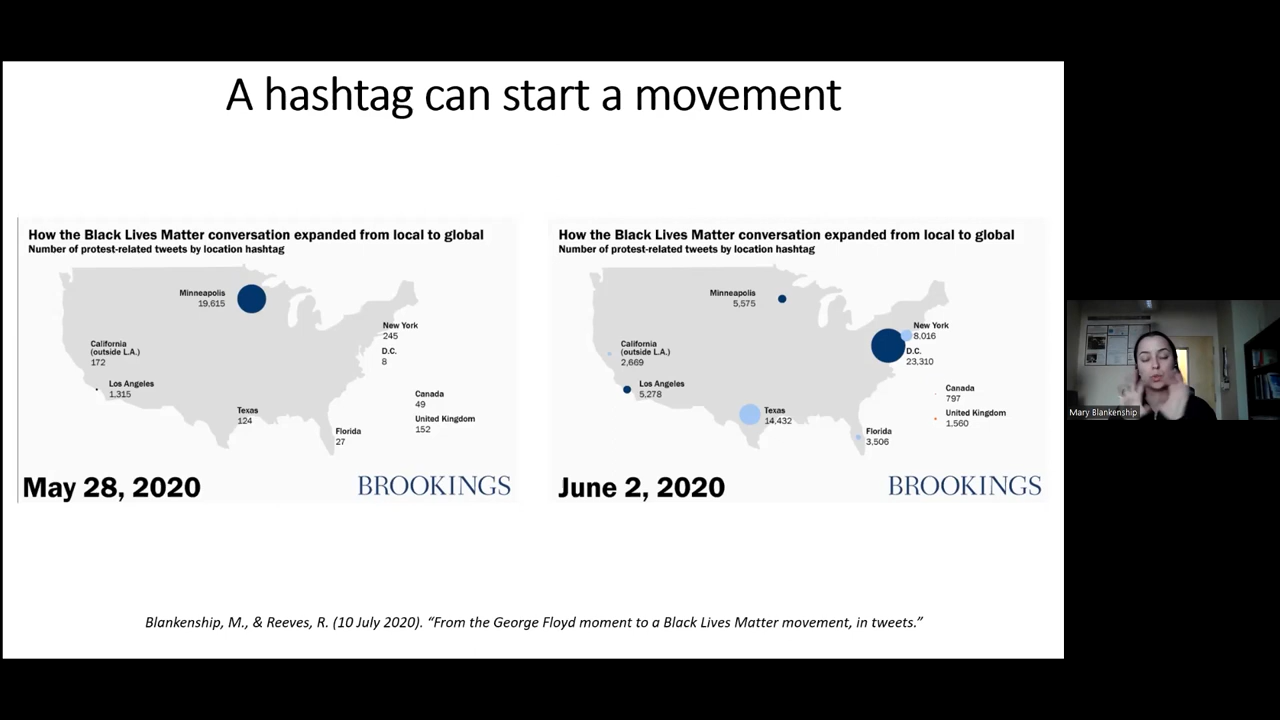 A hashtag can start a movement
How the Black Lives Matter conversation expanded from local to global
Number of protest-related tweets by location hashtag
Minneapolis
19,615
New York
245
California
(outside L.A.)
172
D.C.
8
Los Angeles
1,315
Canada
49
Texas
124
United Kingdom
152
Florida
27
May 28, 2020
BROOKINGS
How the Black Lives Matter conversation expanded from local to global
Number of protest-related tweets by location hashtag
Minneapolis
5,575
New York
8,016
California
(outside L.A.)
2,669
D.C.
23,310
Los Angeles
5,278
Canada
797
Texas
14,432
United Kingdom
1,560
Florida
3,506
June 2, 2020
BROOKINGS
Mary Blankenship
Blankenship, M., & Reeves, R. (10 July 2020). “From the George Floyd moment to a Black Lives Matter movement, in tweets.”